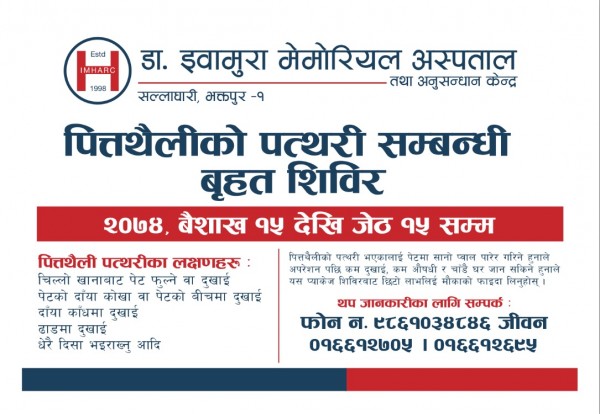 Estd
IMHARC
1998
डा. इवामुरा मेमोरियल अस्पताल
तथा अनुसन्धान केन्द्र
सल्लाघारी, भक्तपुर -१
पित्तथैलीको पत्थरी सम्बन्धी
बृहत शिविर
२०७४, बैशाख १५ देखि जेठ १५ सम्म
पित्तथैली पत्थरीका लक्षणहरु :
चिल्लो खानाबाट पेट फुल्ने वा दुखाई
पेटको दाँया कोखा वा पेटको बीचमा दुखाई
दाँया काँधमा दुखाई
ढाडमा दुखाई
धेरै दिसा भइराख्नु आदि
पित्तथैलीको पत्थरी भएकालाई पेटमा सानो प्वाल पारेर गरिने हुनाले
अपरेशन पछि कम दुखाई, कम औषधी र चाँडै घर जान सकिने हुनाले
यस प्याकेज शिविरबाट छिटो लाभलिई मौकाको फाइदा लिनुहोस् ।
थप जानकारीका लागि सम्पर्क :
फोन न. ९८६१०३४८४६ जीवन
०१६६१२७०५ । ०१६६१२६९५